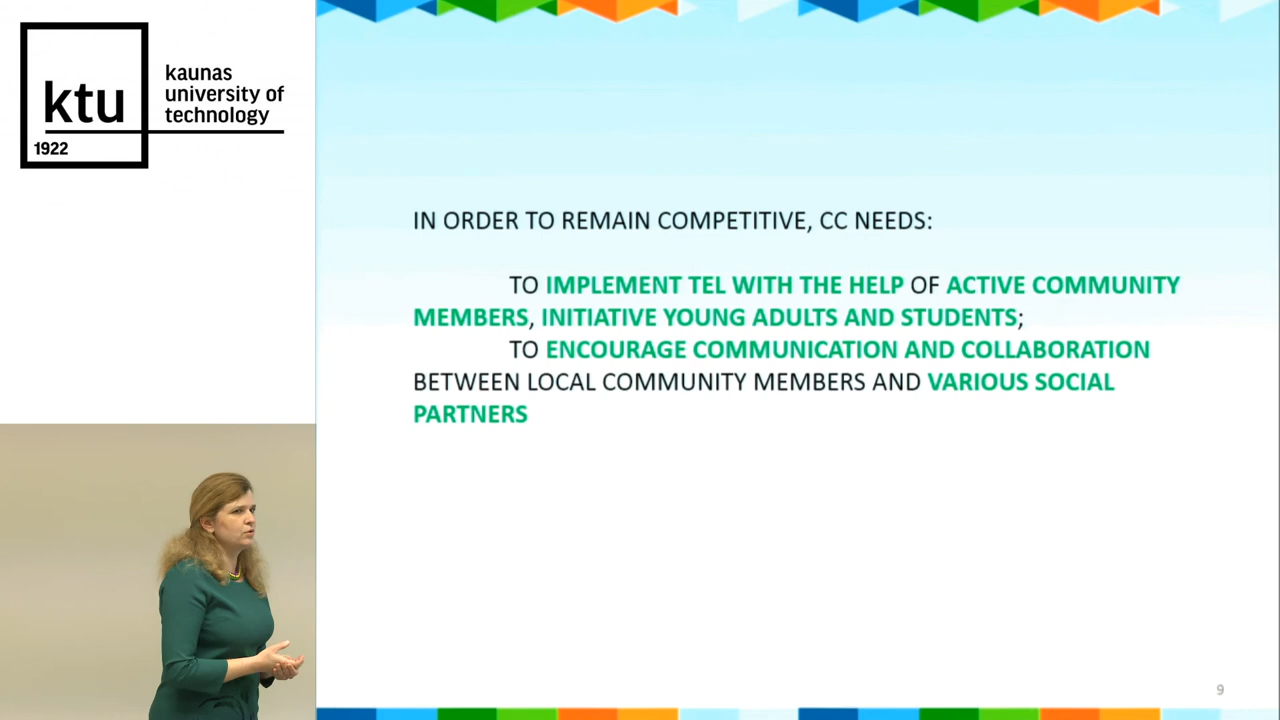 ktu
1922
kaunas
university of
technology
IN ORDER TO REMAIN COMPETITIVE, CC NEEDS:
TO IMPLEMENT TEL WITH THE HELP OF ACTIVE COMMUNITY
MEMBERS, INITIATIVE YOUNG ADULTS AND STUDENTS;
TO ENCOURAGE COMMUNICATION AND COLLABORATION
BETWEEN LOCAL COMMUNITY MEMBERS AND VARIOUS SOCIAL
PARTNERS
9